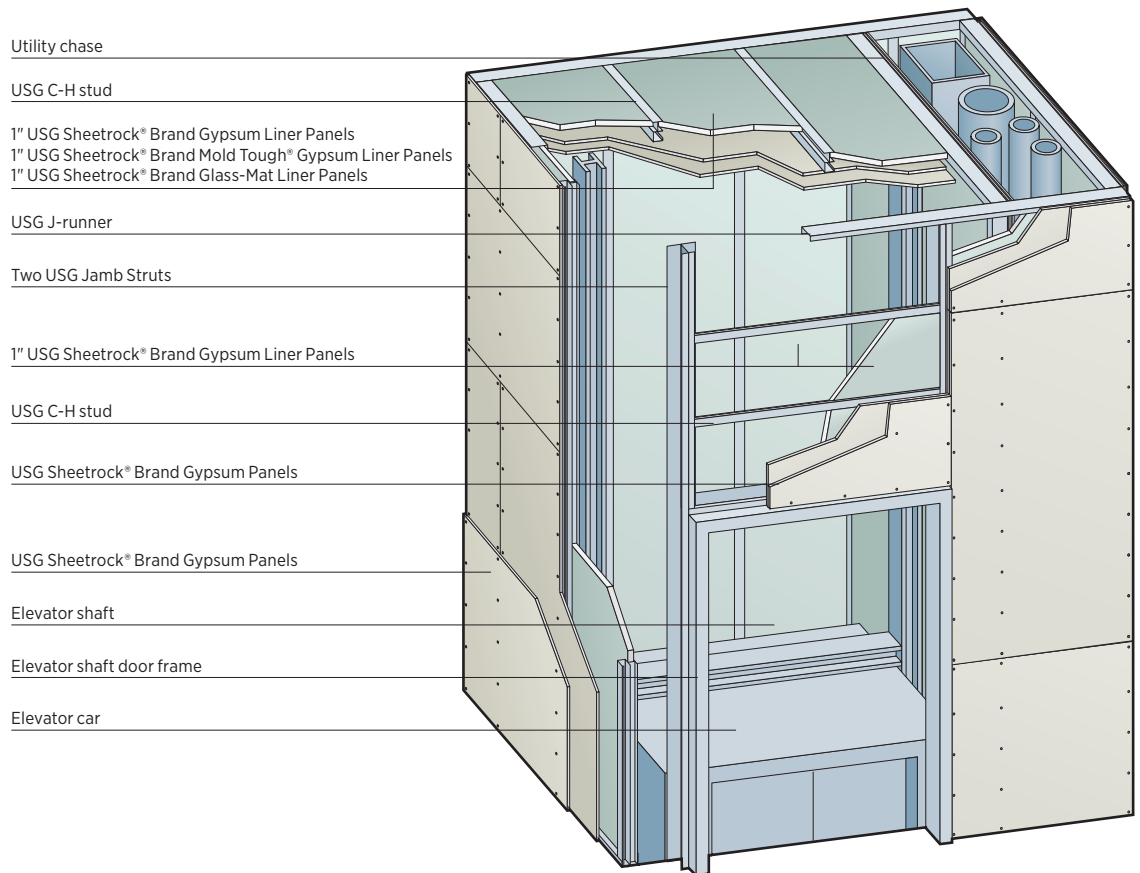 Utility chase
USG C-H stud
1" USG Sheetrock® Brand Gypsum Liner Panels
1" USG Sheetrock® Brand Mold Tough® Gypsum Liner Panels
1" USG Sheetrock® Brand Glass-Mat Liner Panels
USG J-runner
Two USG Jamb Struts
1" USG Sheetrock® Brand Gypsum Liner Panels
USG C-H stud
USG Sheetrock® Brand Gypsum Panels
USG Sheetrock® Brand Gypsum Panels
Elevator shaft
Elevator shaft door frame
Elevator car